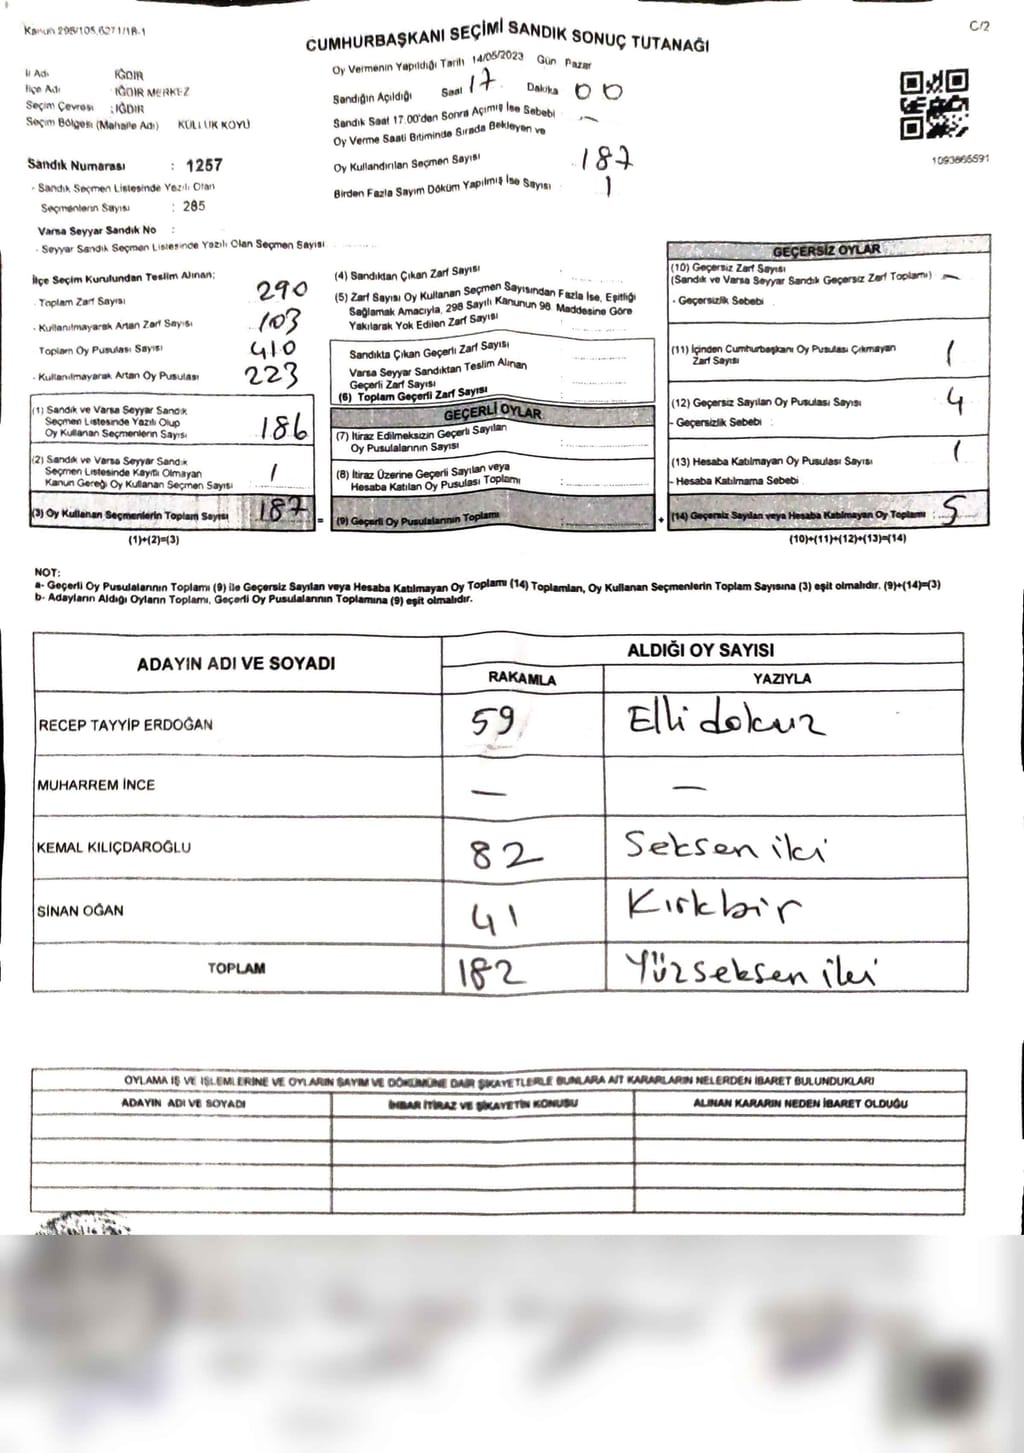 Kanun 298/105,6271/18-1
C/2
CUMHURBAŞKANI SEÇİMİ SANDIK SONUÇ TUTANAĞI
İl Adı : IĞDIR
İlçe Adı : IĞDIR MERKEZ
Seçim Çevresi : IĞDIR
Seçim Bölgesi (Mahalle Adı) KÜLLÜK KÖYÜ
Sandık Numarası : 1257
- Sandık Seçmen Listesinde Yazılı Olan
Seçmenlerin Sayısı : 285
Varsa Seyyar Sandık No :
- Seyyar Sandık Seçmen Listesinde Yazılı Olan Seçmen Sayısı
Oy Vermenin Yapıldığı Tarih 14/05/2023 Gün Pazar
Sandığın Açıldığı Saat 17 Dakika 00
Sandık Saat 17:00'den Sonra Açımış İse Sebebi —
Oy Verme Saati Bitiminde Sırada Bekleyen ve
Oy Kullandırılan Seçmen Sayısı 187
Birden Fazla Sayım Döküm Yapılmış İse Sayısı 1
1093865591
İlçe Seçim Kurulundan Teslim Alınan;
- Toplam Zarf Sayısı 290
- Kullanılmayarak Artan Zarf Sayısı 103
Toplam Oy Pusulası Sayısı 410
- Kullanılmayarak Artan Oy Pusulası 223
(1) Sandık ve Varsa Seyyar Sandık
Seçmen Listesinde Yazılı Olup
Oy Kullanan Seçmenlerin Sayısı 186
(2) Sandık ve Varsa Seyyar Sandık
Seçmen Listesinde Kayıtlı Olmayan
Kanun Gereği Oy Kullanan Seçmen Sayısı 1
(3) Oy Kullanan Seçmenlerin Toplam Sayısı 187 =
(1)+(2)=(3)
(4) Sandıktan Çıkan Zarf Sayısı
(5) Zarf Sayısı Oy Kullanan Seçmen Sayısından Fazla İse, Eşitliği
Sağlamak Amacıyla, 298 Sayılı Kanunun 98. Maddesine Göre
Yakılarak Yok Edilen Zarf Sayısı
Sandıkta Çıkan Geçerli Zarf Sayısı
Varsa Seyyar Sandıktan Teslim Alınan
Geçerli Zarf Sayısı
(6) Toplam Geçerli Zarf Sayısı
GEÇERLİ OYLAR
(7) İtiraz Edilmeksizin Geçerli Sayılan
Oy Pusulalarının Sayısı
(8) İtiraz Üzerine Geçerli Sayılan veya
Hesaba Katılan Oy Pusulası Toplamı
(9) Geçerli Oy Pusulalarının Toplamı +
GEÇERSİZ OYLAR
(10) Geçersiz Zarf Sayısı
(Sandık ve Varsa Seyyar Sandık Geçersiz Zarf Toplamı) —
- Geçersizlik Sebebi
(11) İçinden Cumhurbaşkanı Oy Pusulası Çıkmayan
Zarf Sayısı 1
(12) Geçersiz Sayılan Oy Pusulası Sayısı 4
- Geçersizlik Sebebi :
(13) Hesaba Katılmayan Oy Pusulası Sayısı 1
- Hesaba Katılmama Sebebi
(14) Geçersiz Sayılan veya Hesaba Katılmayan Oy Toplamı : 5
(10)+(11)+(12)+(13)=(14)
NOT:
a- Geçerli Oy Pusulalarının Toplamı (9) ile Geçersiz Sayılan veya Hesaba Katılmayan Oy Toplamı (14) Toplamları, Oy Kullanan Seçmenlerin Toplam Sayısına (3) eşit olmalıdır. (9)+(14)=(3)
b- Adayların Aldığı Oyların Toplamı, Geçerli Oy Pusulalarının Toplamına (9) eşit olmalıdır.
ADAYIN ADI VE SOYADI
ALDIĞI OY SAYISI
RAKAMLA YAZIYLA
RECEP TAYYİP ERDOĞAN 59 Elli dokuz
MUHARREM İNCE — —
KEMAL KILIÇDAROĞLU 82 Seksen iki
SİNAN OĞAN 41 Kırkbir
TOPLAM 182 Yüzseksen iki
OYLAMA İŞ VE İŞLEMLERİNE VE OYLARIN SAYIM VE DÖKÜMÜNE DAİR ŞİKAYETLERLE BUNLARA AİT KARARLARIN NELERDEN İBARET BULUNDUKLARI
ADAYIN ADI VE SOYADI İHBAR İTİRAZ VE ŞİKAYETİN KONUSU ALINAN KARARIN NEDEN İBARET OLDUĞU